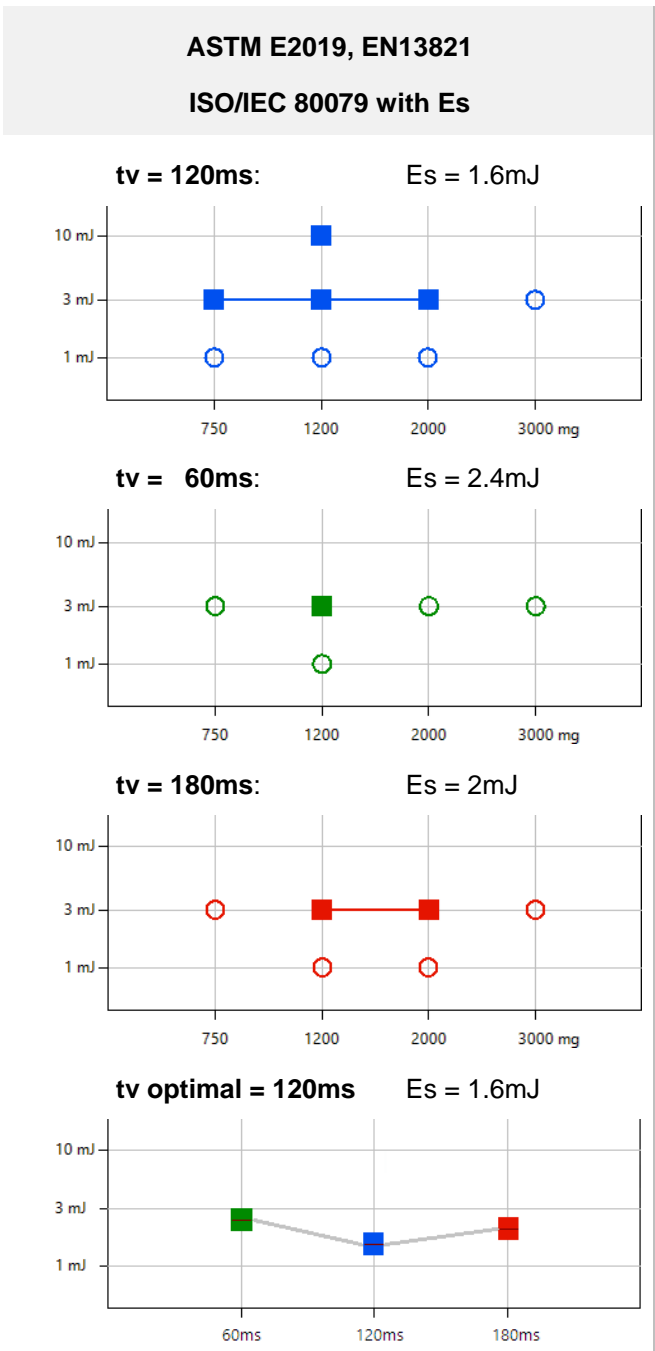 ASTM E2019, EN13821
ISO/IEC 80079 with Es
tv = 120ms: Es = 1.6mJ
10 mJ
3 mJ
1 mJ
750 1200 2000 3000 mg
tv = 60ms: Es = 2.4mJ
10 mJ
3 mJ
1 mJ
750 1200 2000 3000 mg
tv = 180ms: Es = 2mJ
10 mJ
3 mJ
1 mJ
750 1200 2000 3000 mg
tv optimal = 120ms Es = 1.6mJ
10 mJ
3 mJ
1 mJ
60ms 120ms 180ms